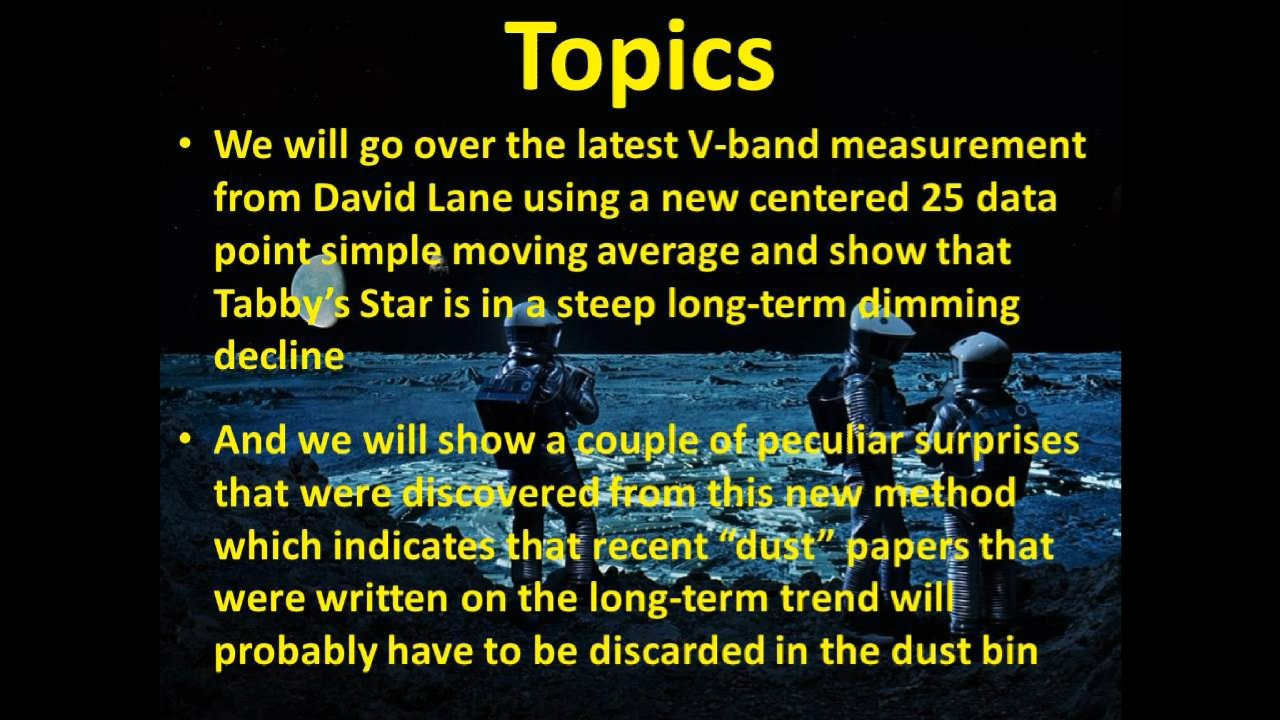 Topics
• We will go over the latest V-band measurement
from David Lane using a new centered 25 data
point simple moving average and show that
Tabby’s Star is in a steep long-term dimming
decline
• And we will show a couple of peculiar surprises
that were discovered from this new method
which indicates that recent “dust” papers that
were written on the long-term trend will
probably have to be discarded in the dust bin